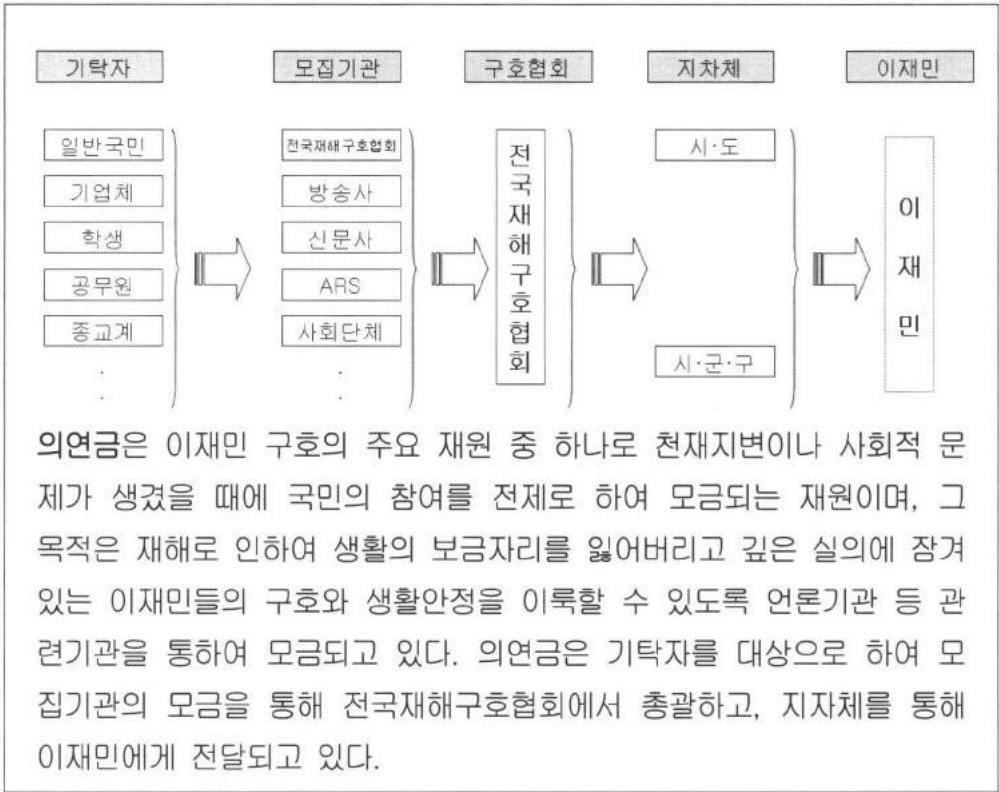 기탁자 모집기관 구호협회 지차체 이재민
일반국민
기업체
학생
공무원
종교계
전국재해구호협회
방송사
신문사
ARS
사회단체
전국재해구호협회
시·도
시·군·구
이재민
의연금은 이재민 구호의 주요 재원 중 하나로 천재지변이나 사회적 문
제가 생겼을 때에 국민의 참여를 전제로 하여 모금되는 재원이며, 그
목적은 재해로 인하여 생활의 보금자리를 잃어버리고 깊은 실의에 잠겨
있는 이재민들의 구호와 생활안정을 이룩할 수 있도록 언론기관 등 관
련기관을 통하여 모금되고 있다. 의연금은 기탁자를 대상으로 하여 모
집기관의 모금을 통해 전국재해구호협회에서 총괄하고, 지자체를 통해
이재민에게 전달되고 있다.